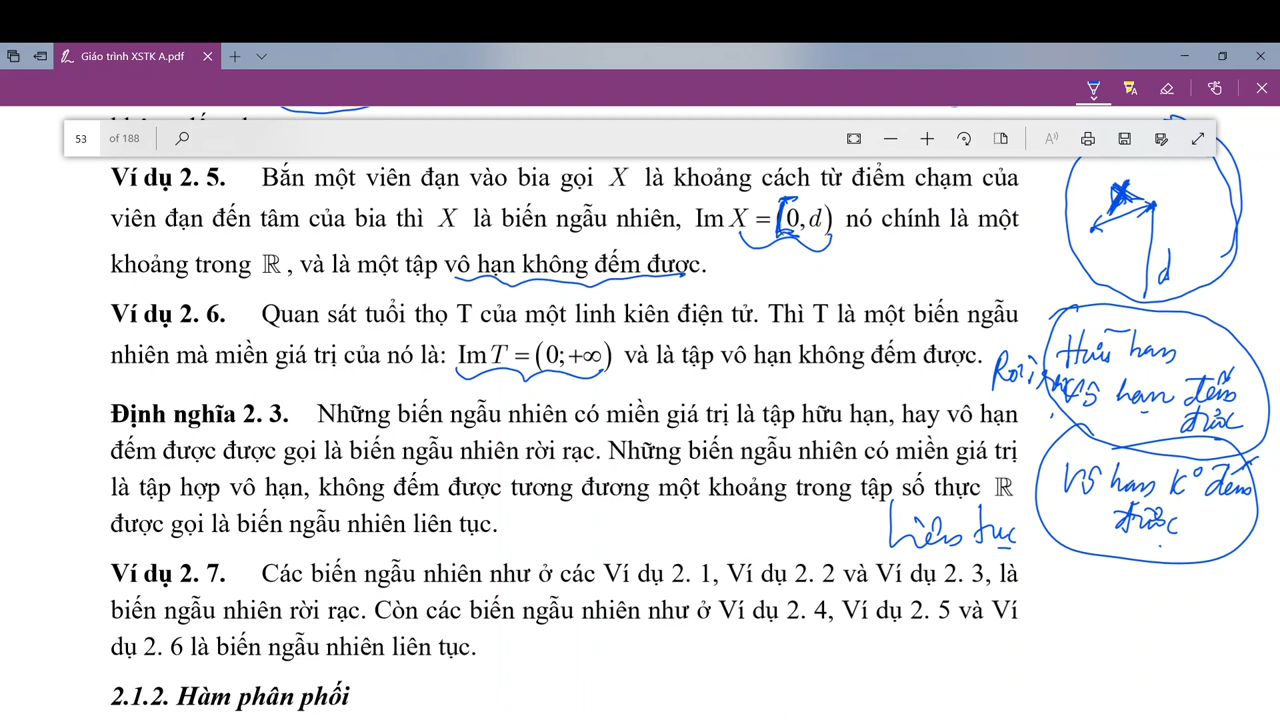 Giáo trình XSTK A.pdf
53 of 188
Ví dụ 2. 5. Bắn một viên đạn vào bia gọi X là khoảng cách từ điểm chạm của
viên đạn đến tâm của bia thì X là biến ngẫu nhiên, Im X = [0, d) nó chính là một
khoảng trong ℝ, và là một tập vô hạn không đếm được.
d
Ví dụ 2. 6. Quan sát tuổi thọ T của một linh kiên điện tử. Thì T là một biến ngẫu
nhiên mà miền giá trị của nó là: Im T = (0; +∞) và là tập vô hạn không đếm được.
Hữu hạn
Vô hạn đếm
được
Định nghĩa 2. 3. Những biến ngẫu nhiên có miền giá trị là tập hữu hạn, hay vô hạn
đếm được được gọi là biến ngẫu nhiên rời rạc. Những biến ngẫu nhiên có miền giá trị
là tập hợp vô hạn, không đếm được tương đương một khoảng trong tập số thực ℝ
được gọi là biến ngẫu nhiên liên tục.
Liên tục
Vô hạn K° đếm
được
Ví dụ 2. 7. Các biến ngẫu nhiên như ở các Ví dụ 2. 1, Ví dụ 2. 2 và Ví dụ 2. 3, là
biến ngẫu nhiên rời rạc. Còn các biến ngẫu nhiên như ở Ví dụ 2. 4, Ví dụ 2. 5 và Ví
dụ 2. 6 là biến ngẫu nhiên liên tục.
2.1.2. Hàm phân phối